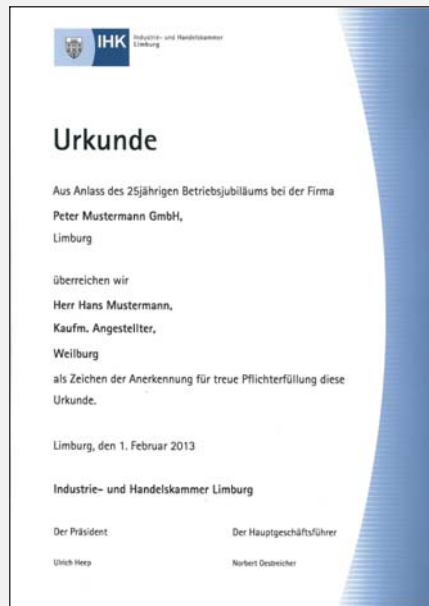 IHK
Industrie- und Handelskammer
Limburg
Urkunde
Aus Anlass des 25jährigen Betriebsjubiläums bei der Firma
Peter Mustermann GmbH,
Limburg
überreichen wir
Herr Hans Mustermann,
Kaufm. Angestellter,
Weilburg
als Zeichen der Anerkennung für treue Pflichterfüllung diese
Urkunde.
Limburg, den 1. Februar 2013
Industrie- und Handelskammer Limburg
Der Präsident Der Hauptgeschäftsführer
Ulrich Heep Norbert Oestreicher